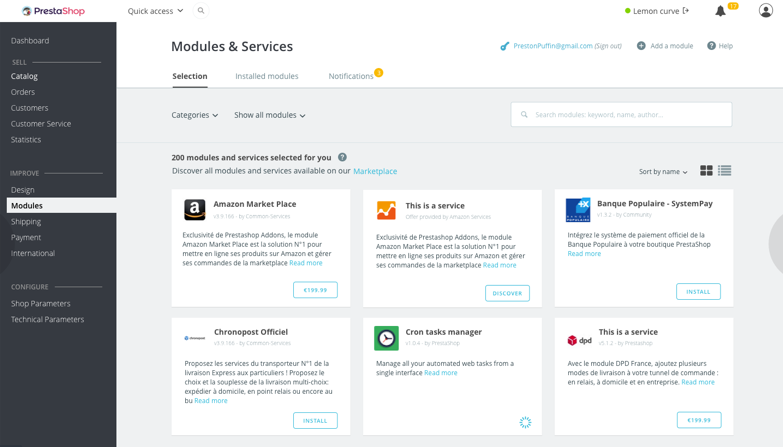 PrestaShop
Quick access
Lemon curve
17
Dashboard
SELL
Catalog
Orders
Customers
Customer Service
Statistics
IMPROVE
Design
Modules
Shipping
Payment
International
CONFIGURE
Shop Parameters
Technical Parameters
Modules & Services
PrestonPuffin@gmail.com (Sign out)
Add a module
Help
Selection
Installed modules
Notifications
3
Categories
Show all modules
Search modules: keyword, name, author...
200 modules and services selected for you
Discover all modules and services available on our Marketplace
Sort by name
Amazon Market Place
v3.9.166 - by Common-Services
Exclusivité de Prestashop Addons, le module
Amazon Market Place est la solution N°1 pour
mettre en ligne ses produits sur Amazon et gérer
ses commandes de la marketplace Read more
€199.99
This is a service
Offer provided by Amazon Services
Exclusivité de Prestashop Addons, le module
Amazon Market Place est la solution N°1 pour
mettre en ligne ses produits sur Amazon et gérer
ses commandes de la marketplace Read more
DISCOVER
BANQUE
POPULAIRE
Banque Populaire - SystemPay
v1.3.2 - by Community
Intégrez le système de paiement officiel de la
Banque Populaire à votre boutique PrestaShop
Read more
INSTALL
chronopost
Chronopost Officiel
v3.9.166 - by Common-Services
Proposez les services du transporteur N°1 de la
livraison Express aux particuliers ! Proposez le
choix et la souplesse de la livraison multi-choix:
expédier à domicile, en point relais ou encore au
bu Read more
INSTALL
Cron tasks manager
v1.0.4 - by PrestaShop
Manage all your automated web tasks from a
single interface Read more
dpd
This is a service
v5.1.2 - by Prestashop
Avec le module DPD France, ajoutez plusieurs
modes de livraison à votre tunnel de commande :
en relais, à domicile et en entreprise. Read more
€199.99